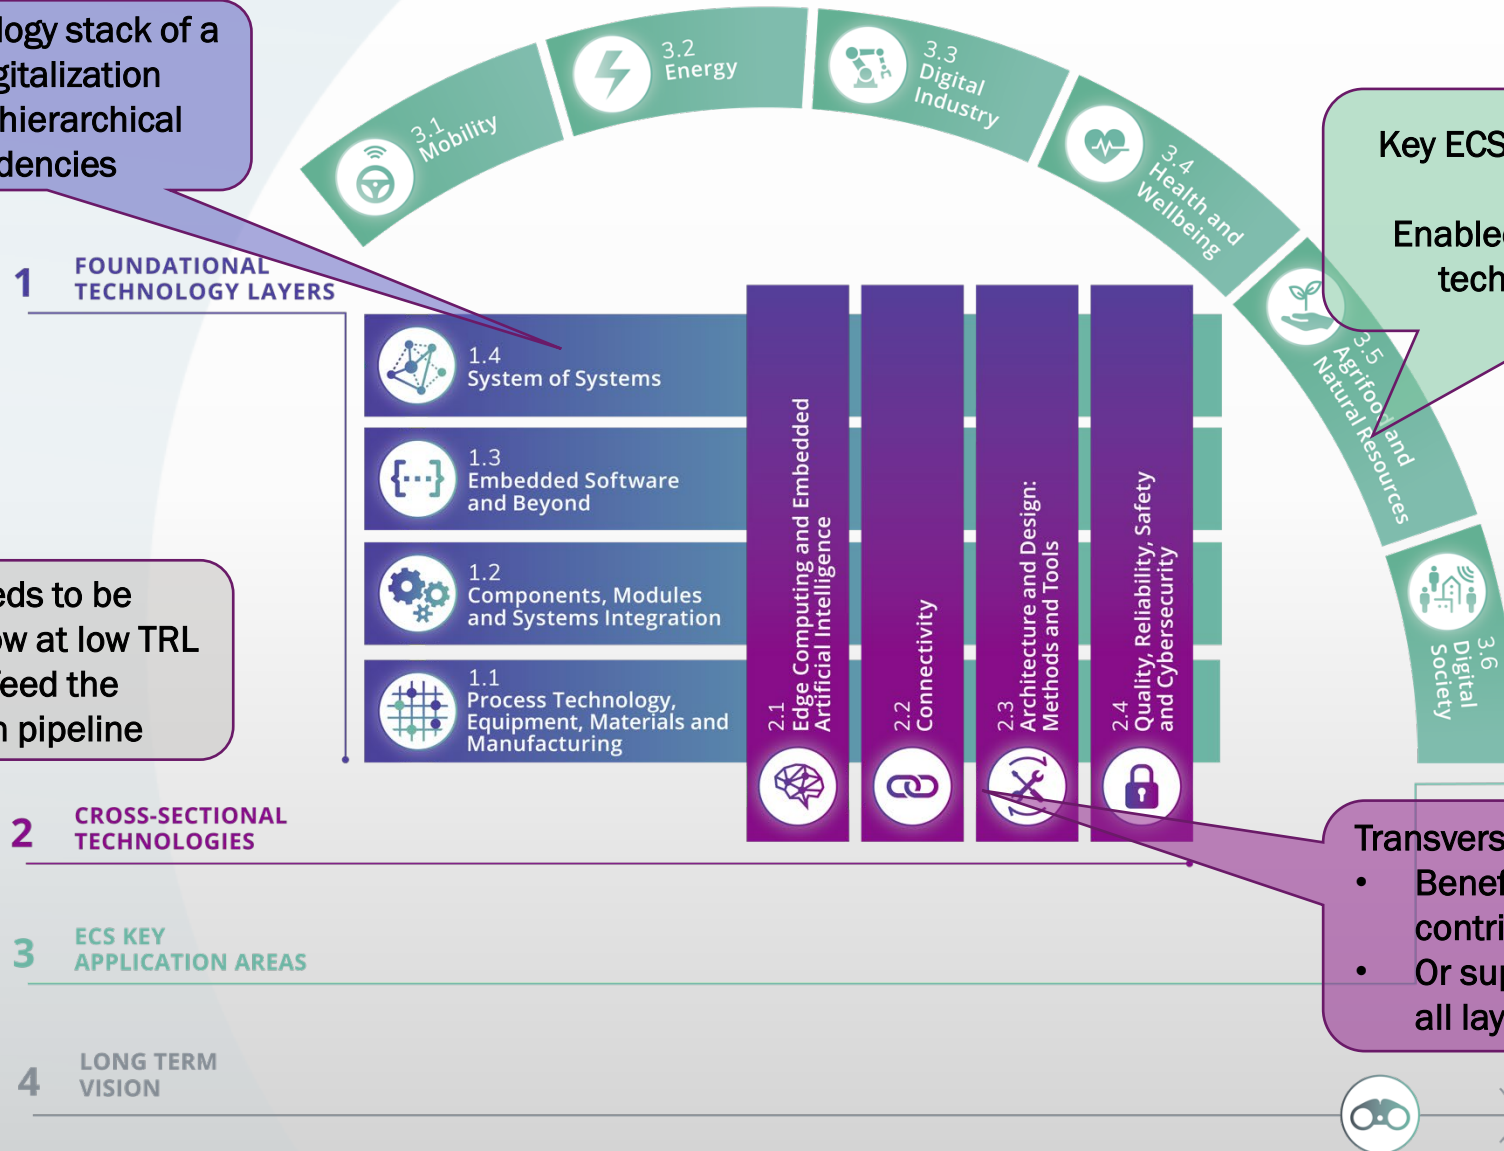 logy stack of a
gitalization
hierarchical
dencies
3.1
Mobility
3.2
Energy
3.3
Digital
Industry
3.4
Health and
Wellbeing
3.5
Agrifood and
Natural Resources
3.6
Digital
Society
Key ECS
Enabled
tech
1
FOUNDATIONAL
TECHNOLOGY LAYERS
1.4
System of Systems
1.3
Embedded Software
and Beyond
1.2
Components, Modules
and Systems Integration
1.1
Process Technology,
Equipment, Materials and
Manufacturing
2.1
Edge Computing and Embedded
Artificial Intelligence
2.2
Connectivity
2.3
Architecture and Design:
Methods and Tools
2.4
Quality, Reliability, Safety
and Cybersecurity
eds to be
ow at low TRL
feed the
n pipeline
2
CROSS-SECTIONAL
TECHNOLOGIES
Transvers
• Benef
contri
• Or sup
all lay
3
ECS KEY
APPLICATION AREAS
4
LONG TERM
VISION